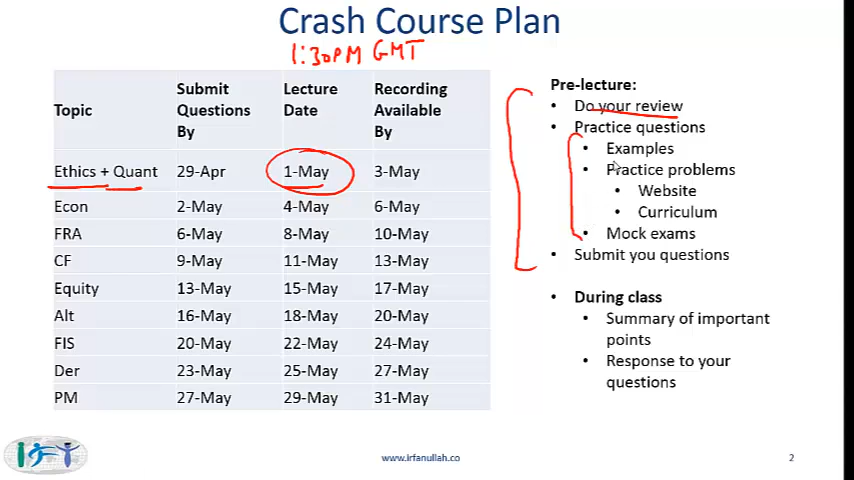 Crash Course Plan
1:30PM GMT
Topic Submit Questions By Lecture Date Recording Available By
Ethics + Quant 29-Apr 1-May 3-May
Econ 2-May 4-May 6-May
FRA 6-May 8-May 10-May
CF 9-May 11-May 13-May
Equity 13-May 15-May 17-May
Alt 16-May 18-May 20-May
FIS 20-May 22-May 24-May
Der 23-May 25-May 27-May
PM 27-May 29-May 31-May
Pre-lecture:
• Do your review
• Practice questions
• Examples
• Practice problems
• Website
• Curriculum
• Mock exams
• Submit you questions
• During class
• Summary of important
points
• Response to your
questions
IFT
www.irfanullah.co
2